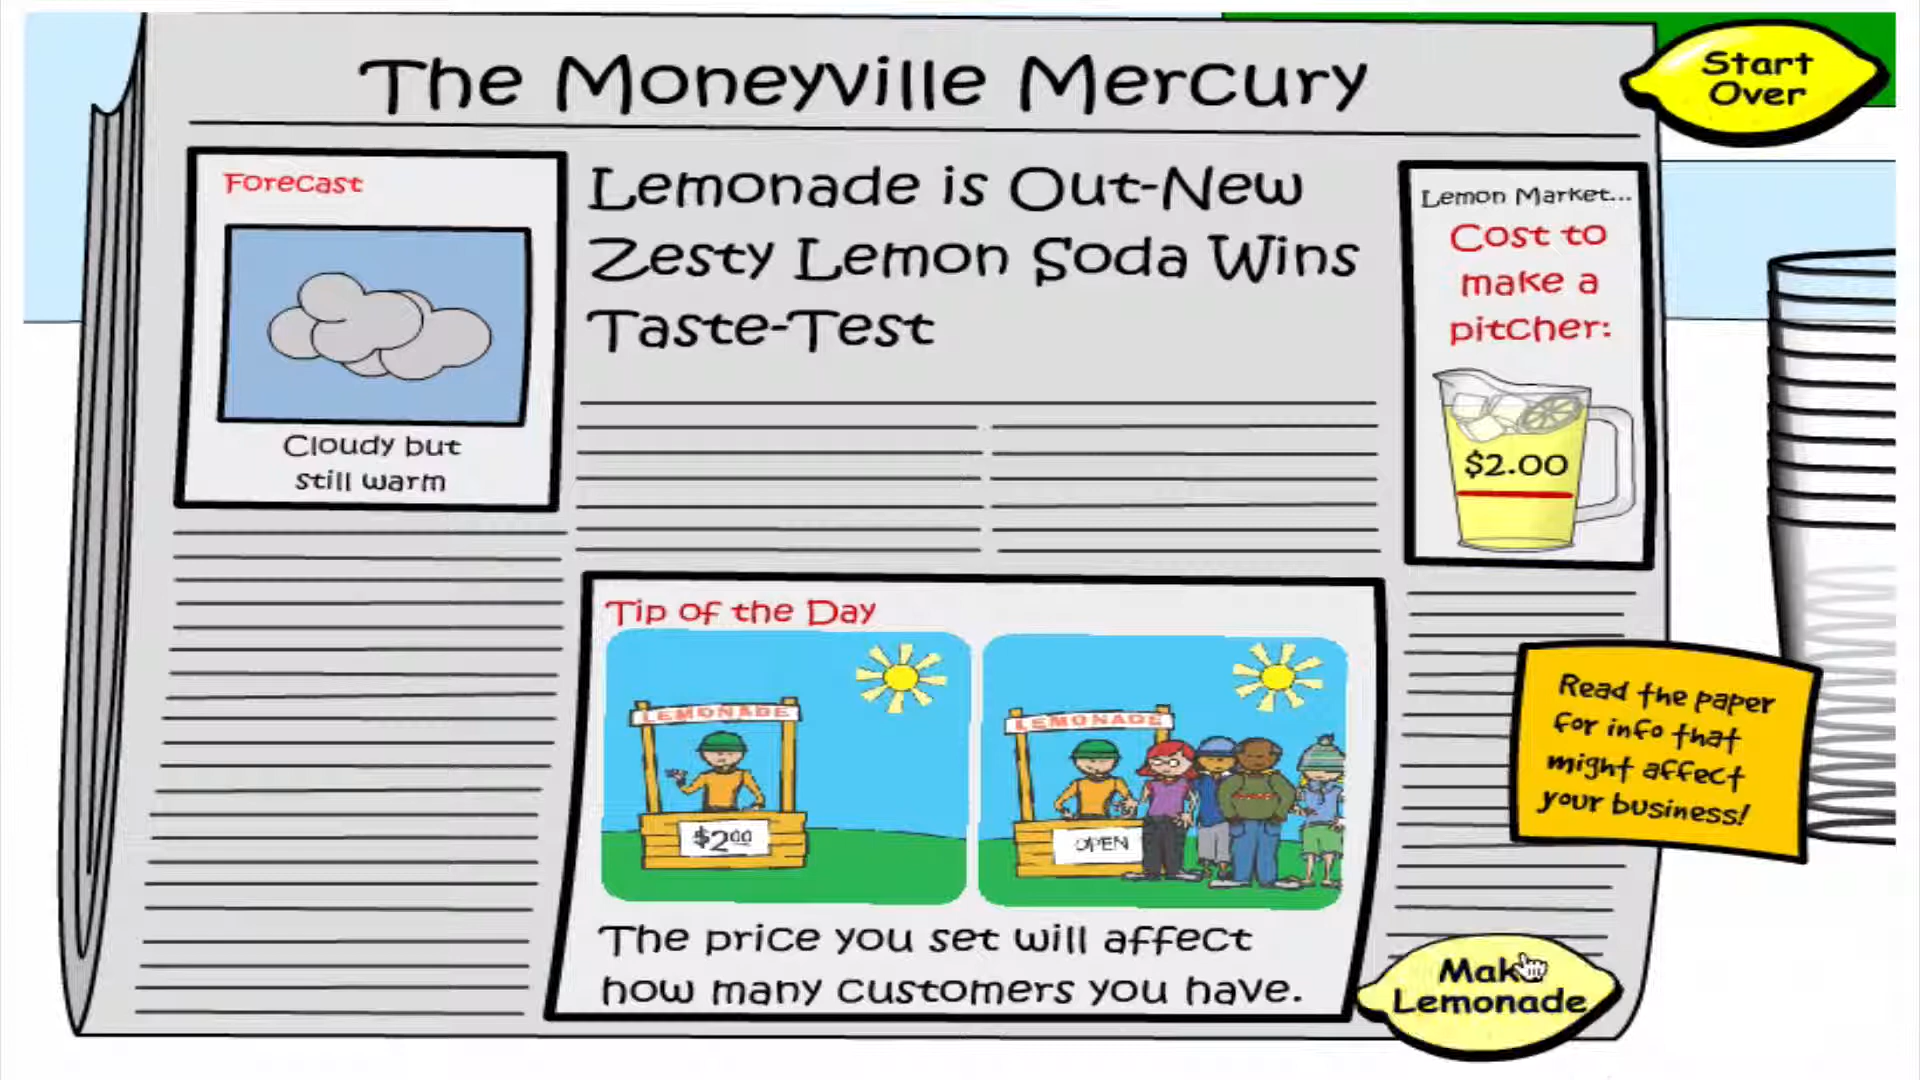 The Moneyville Mercury
Start
Over
Forecast
Cloudy but
still warm
Lemonade is Out-New
Zesty Lemon Soda Wins
Taste-Test
Lemon Market...
Cost to
make a
pitcher:
$2.00
Tip of the Day
LEMONADE
$2.00
LEMONADE
OPEN
The price you set will affect
how many customers you have.
Read the paper
for info that
might affect
your business!
Make
Lemonade